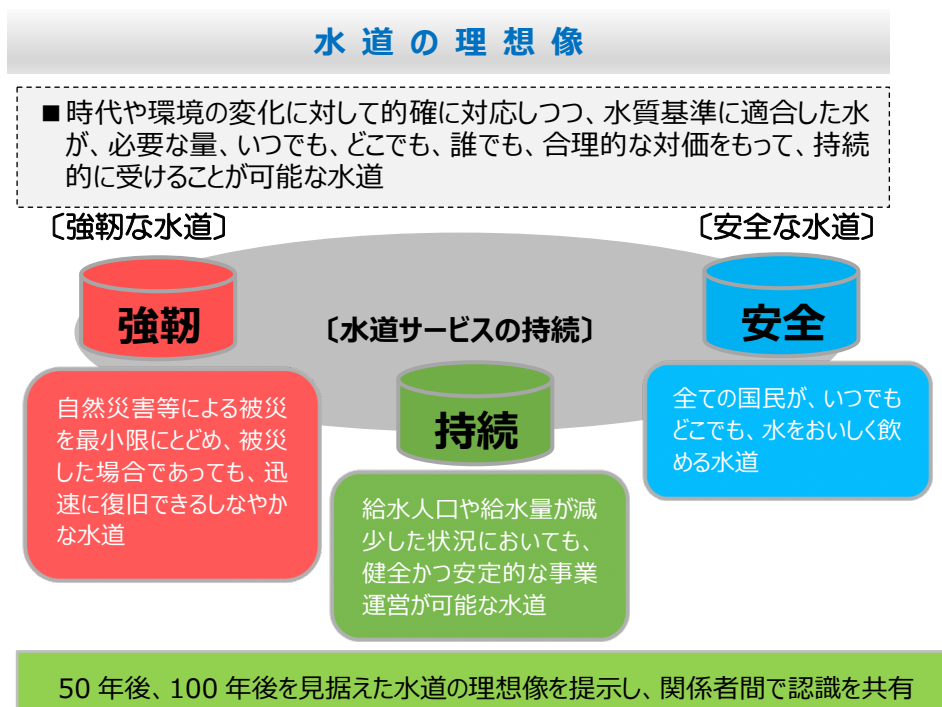 水道の理想像
■時代や環境の変化に対して的確に対応しつつ、水質基準に適合した水
が、必要な量、いつでも、どこでも、誰でも、合理的な対価をもって、持続
的に受けることが可能な水道
〔強靭な水道〕
〔安全な水道〕
強靭
〔水道サービスの持続〕
安全
自然災害等による被災
を最小限にとどめ、被災
した場合であっても、迅
速に復旧できるしなやか
な水道
持続
全ての国民が、いつでも
どこでも、水をおいしく飲
める水道
給水人口や給水量が減
少した状況においても、
健全かつ安定的な事業
運営が可能な水道
50 年後、100 年後を見据えた水道の理想像を提示し、関係者間で認識を共有